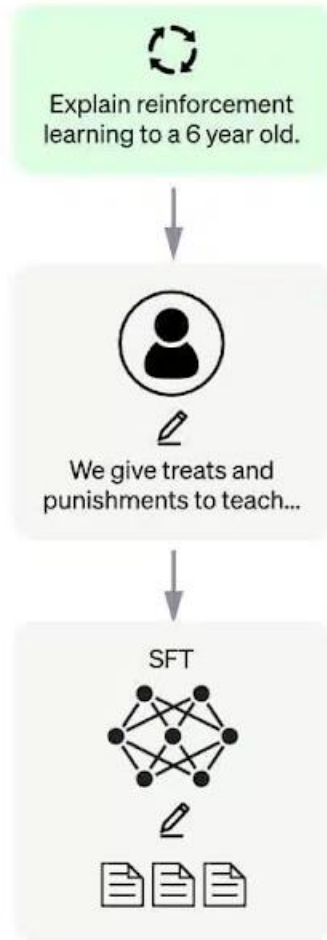 Explain reinforcement
learning to a 6 year old.
We give treats and
punishments to teach...
SFT